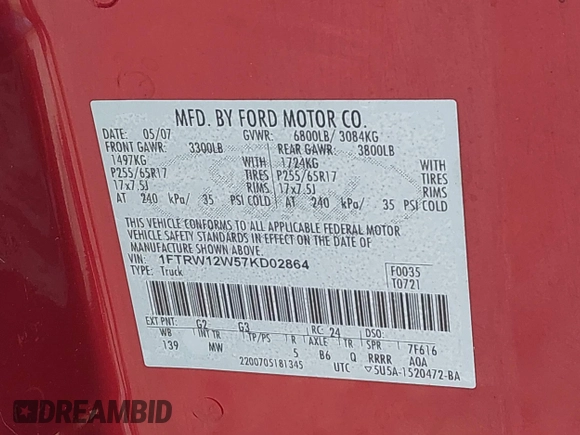 MFD. BY FORD MOTOR CO.
DATE: 05/07 GVWR: 6800LB/ 3084KG
FRONT GAWR: 3300LB REAR GAWR: 3800LB
1497KG WITH 1724KG WITH
P255/65R17 TIRES P255/65R17 TIRES
17x7.5J RIMS 17x7.5J RIMS
AT 240 kPa/ 35 PSI COLD AT 240 kPa/ 35 PSI COLD
THIS VEHICLE CONFORMS TO ALL APPLICABLE FEDERAL MOTOR
VEHICLE SAFETY STANDARDS IN EFFECT ON THE DATE OF
MANUFACTURE SHOWN ABOVE.
VIN: 1FTRW12W57KD02864
TYPE: Truck
F0035
T0721
EXT PNT: G2 G3 RC: 24 DSO:
WB INT TR TP/PS R AXLE TR SPR 7F616
139 MW 5 B6 Q RRRR AQA
2200705181345 UTC ▽5U5A-1520472-BA
DREAMBID